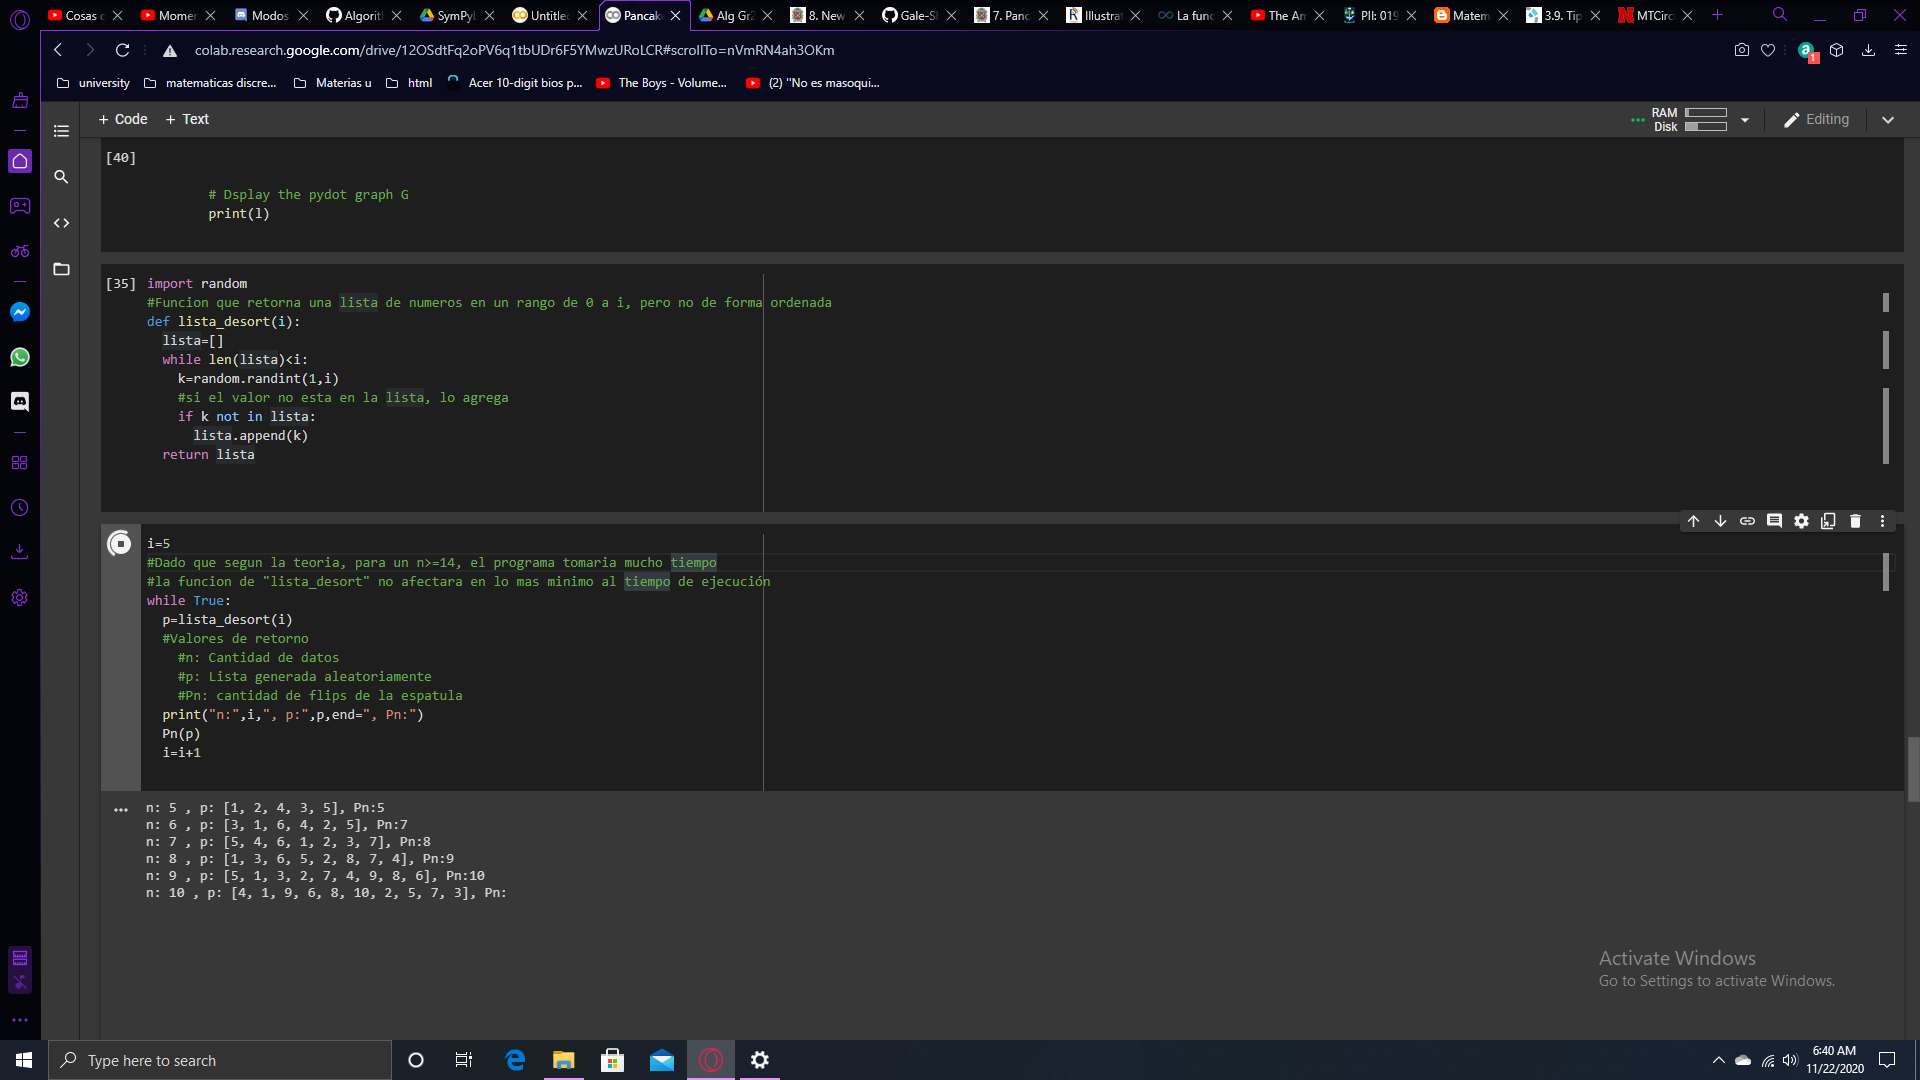 Cosas c
Momen
Modos
Algorit
SymPyL
Untitle
Pancak
Alg Gra
8. New
Gale-Sh
7. Panc
Illustrat
La func
The Am
PII: 019
Matem
3.9. Tip
MTCirc
colab.research.google.com/drive/12OSdtFq2oPV6q1tbUDr6F5YMwzURoLCR#scrollTo=nVmRN4ah3OKm
university
matematicas discre...
Materias u
html
Acer 10-digit bios p...
The Boys - Volume...
(2) "No es masoqui...
+ Code + Text
RAM
Disk
Editing
[40]
# Dsplay the pydot graph G
print(l)
[35] import random
#Funcion que retorna una lista de numeros en un rango de 0 a i, pero no de forma ordenada
def lista_desort(i):
lista=[]
while len(lista)<i:
k=random.randint(1,i)
#si el valor no esta en la lista, lo agrega
if k not in lista:
lista.append(k)
return lista
i=5
#Dado que segun la teoria, para un n>=14, el programa tomaria mucho tiempo
#la funcion de "lista_desort" no afectara en lo mas minimo al tiempo de ejecución
while True:
p=lista_desort(i)
#Valores de retorno
#n: Cantidad de datos
#p: Lista generada aleatoriamente
#Pn: cantidad de flips de la espatula
print("n:",i,", p:",p,end=", Pn:")
Pn(p)
i=i+1
n: 5 , p: [1, 2, 4, 3, 5], Pn:5
n: 6 , p: [3, 1, 6, 4, 2, 5], Pn:7
n: 7 , p: [5, 4, 6, 1, 2, 3, 7], Pn:8
n: 8 , p: [1, 3, 6, 5, 2, 8, 7, 4], Pn:9
n: 9 , p: [5, 1, 3, 2, 7, 4, 9, 8, 6], Pn:10
n: 10 , p: [4, 1, 9, 6, 8, 10, 2, 5, 7, 3], Pn:
Activate Windows
Go to Settings to activate Windows.
Type here to search
6:40 AM
11/22/2020